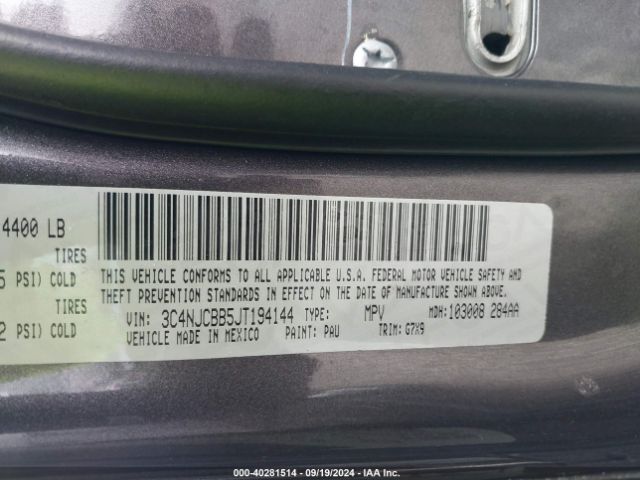 4400 LB
TIRES
5 PSI) COLD
TIRES
2 PSI) COLD
THIS VEHICLE CONFORMS TO ALL APPLICABLE U.S.A. FEDERAL MOTOR VEHICLE SAFETY AND
THEFT PREVENTION STANDARDS IN EFFECT ON THE DATE OF MANUFACTURE SHOWN ABOVE.
VIN: 3C4NJCBB5JT194144 TYPE: MPV MDH: 103008 284AA
VEHICLE MADE IN MEXICO PAINT: PAU TRIM: G7X9
000-40281514 - 09/19/2024 - IAA Inc.